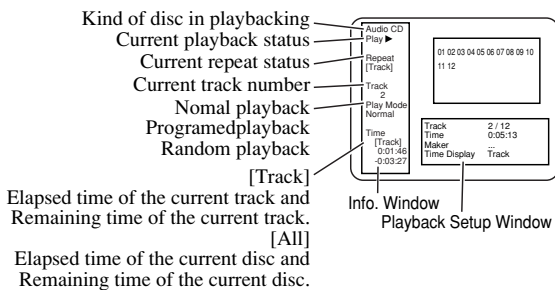 Kind of disc in playbacking
Current playback status
Current repeat status
Current track number
Nomal playback
Programedplayback
Random playback
[Track]
Elapsed time of the current track and
Remaining time of the current track.
[All]
Elapsed time of the current disc and
Remaining time of the current disc.
Audio CD
Play ▶
Repeat
[Track]
Track
2
Play Mode
Normal
Time
[Track]
0:01:46
-0:03:27
01 02 03 04 05 06 07 08 09 10
11 12
Track 2 / 12
Time 0:05:13
Maker ...
Time Display Track
Info. Window
Playback Setup Window